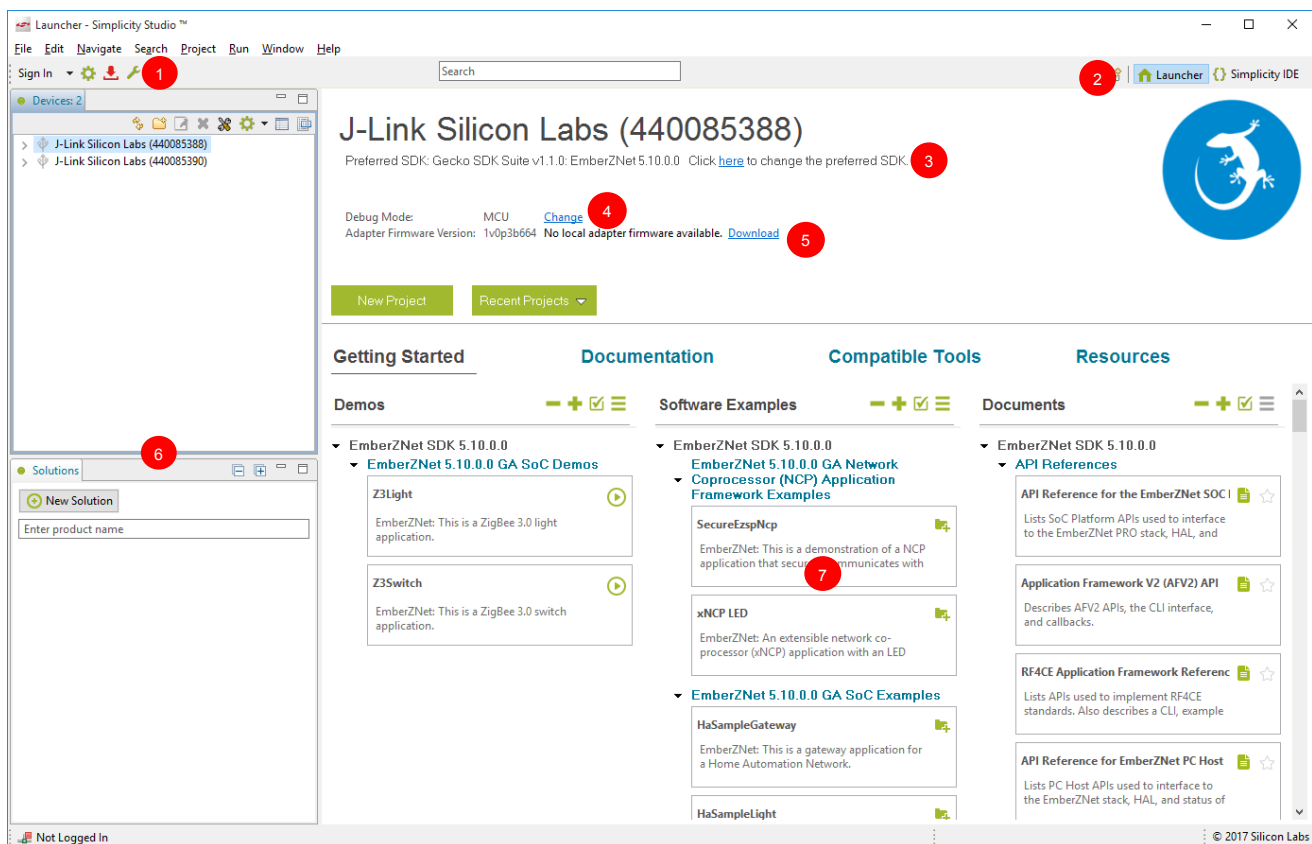 Launcher - Simplicity Studio ™
File Edit Navigate Search Project Run Window Help
Sign In
1
Search
2
Launcher
Simplicity IDE
Devices: 2
J-Link Silicon Labs (440085388)
J-Link Silicon Labs (440085390)
J-Link Silicon Labs (440085388)
Preferred SDK: Gecko SDK Suite v1.1.0: EmberZNet 5.10.0.0 Click here to change the preferred SDK.
3
Debug Mode: MCU Change
4
Adapter Firmware Version: 1v0p3b664 No local adapter firmware available. Download
5
New Project
Recent Projects
Getting Started
Documentation
Compatible Tools
Resources
6
Solutions
New Solution
Enter product name
Demos
EmberZNet SDK 5.10.0.0
EmberZNet 5.10.0.0 GA SoC Demos
Z3Light
EmberZNet: This is a ZigBee 3.0 light
application.
Z3Switch
EmberZNet: This is a ZigBee 3.0 switch
application.
Software Examples
EmberZNet SDK 5.10.0.0
EmberZNet 5.10.0.0 GA Network
Coprocessor (NCP) Application
Framework Examples
SecureEzspNcp
EmberZNet: This is a demonstration of a NCP
application that communicates with
7
xNCP LED
EmberZNet: An extensible network co-
processor (xNCP) application with an LED
EmberZNet 5.10.0.0 GA SoC Examples
HaSampleGateway
EmberZNet: This is a gateway application for
a Home Automation Network.
HaSampleLight
Documents
EmberZNet SDK 5.10.0.0
API References
API Reference for the EmberZNet SOC
Lists SoC Platform APIs used to interface
to the EmberZNet PRO stack, HAL, and
Application Framework V2 (AFV2) API
Describes AFV2 APIs, the CLI interface,
and callbacks.
RF4CE Application Framework Referenc
Lists APIs used to implement RF4CE
standards. Also describes a CLI, example
API Reference for EmberZNet PC Host
Lists PC Host APIs used to interface to
the EmberZNet stack, HAL, and status of
Not Logged In
© 2017 Silicon Labs